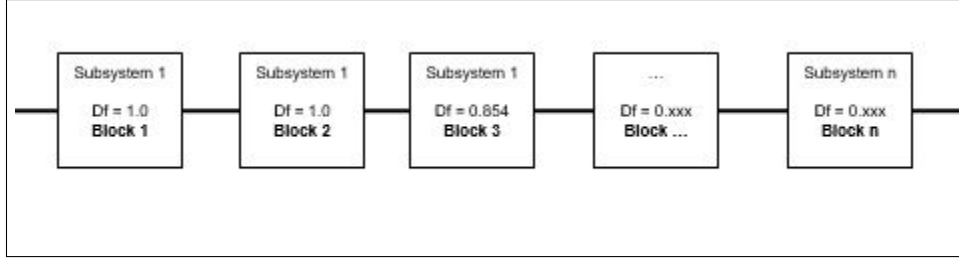 Subsystem 1
Df = 1.0
Block 1
Subsystem 1
Df = 1.0
Block 2
Subsystem 1
Df = 0.854
Block 3
...
Df = 0.xxx
Block ...
Subsystem n
Df = 0.xxx
Block n